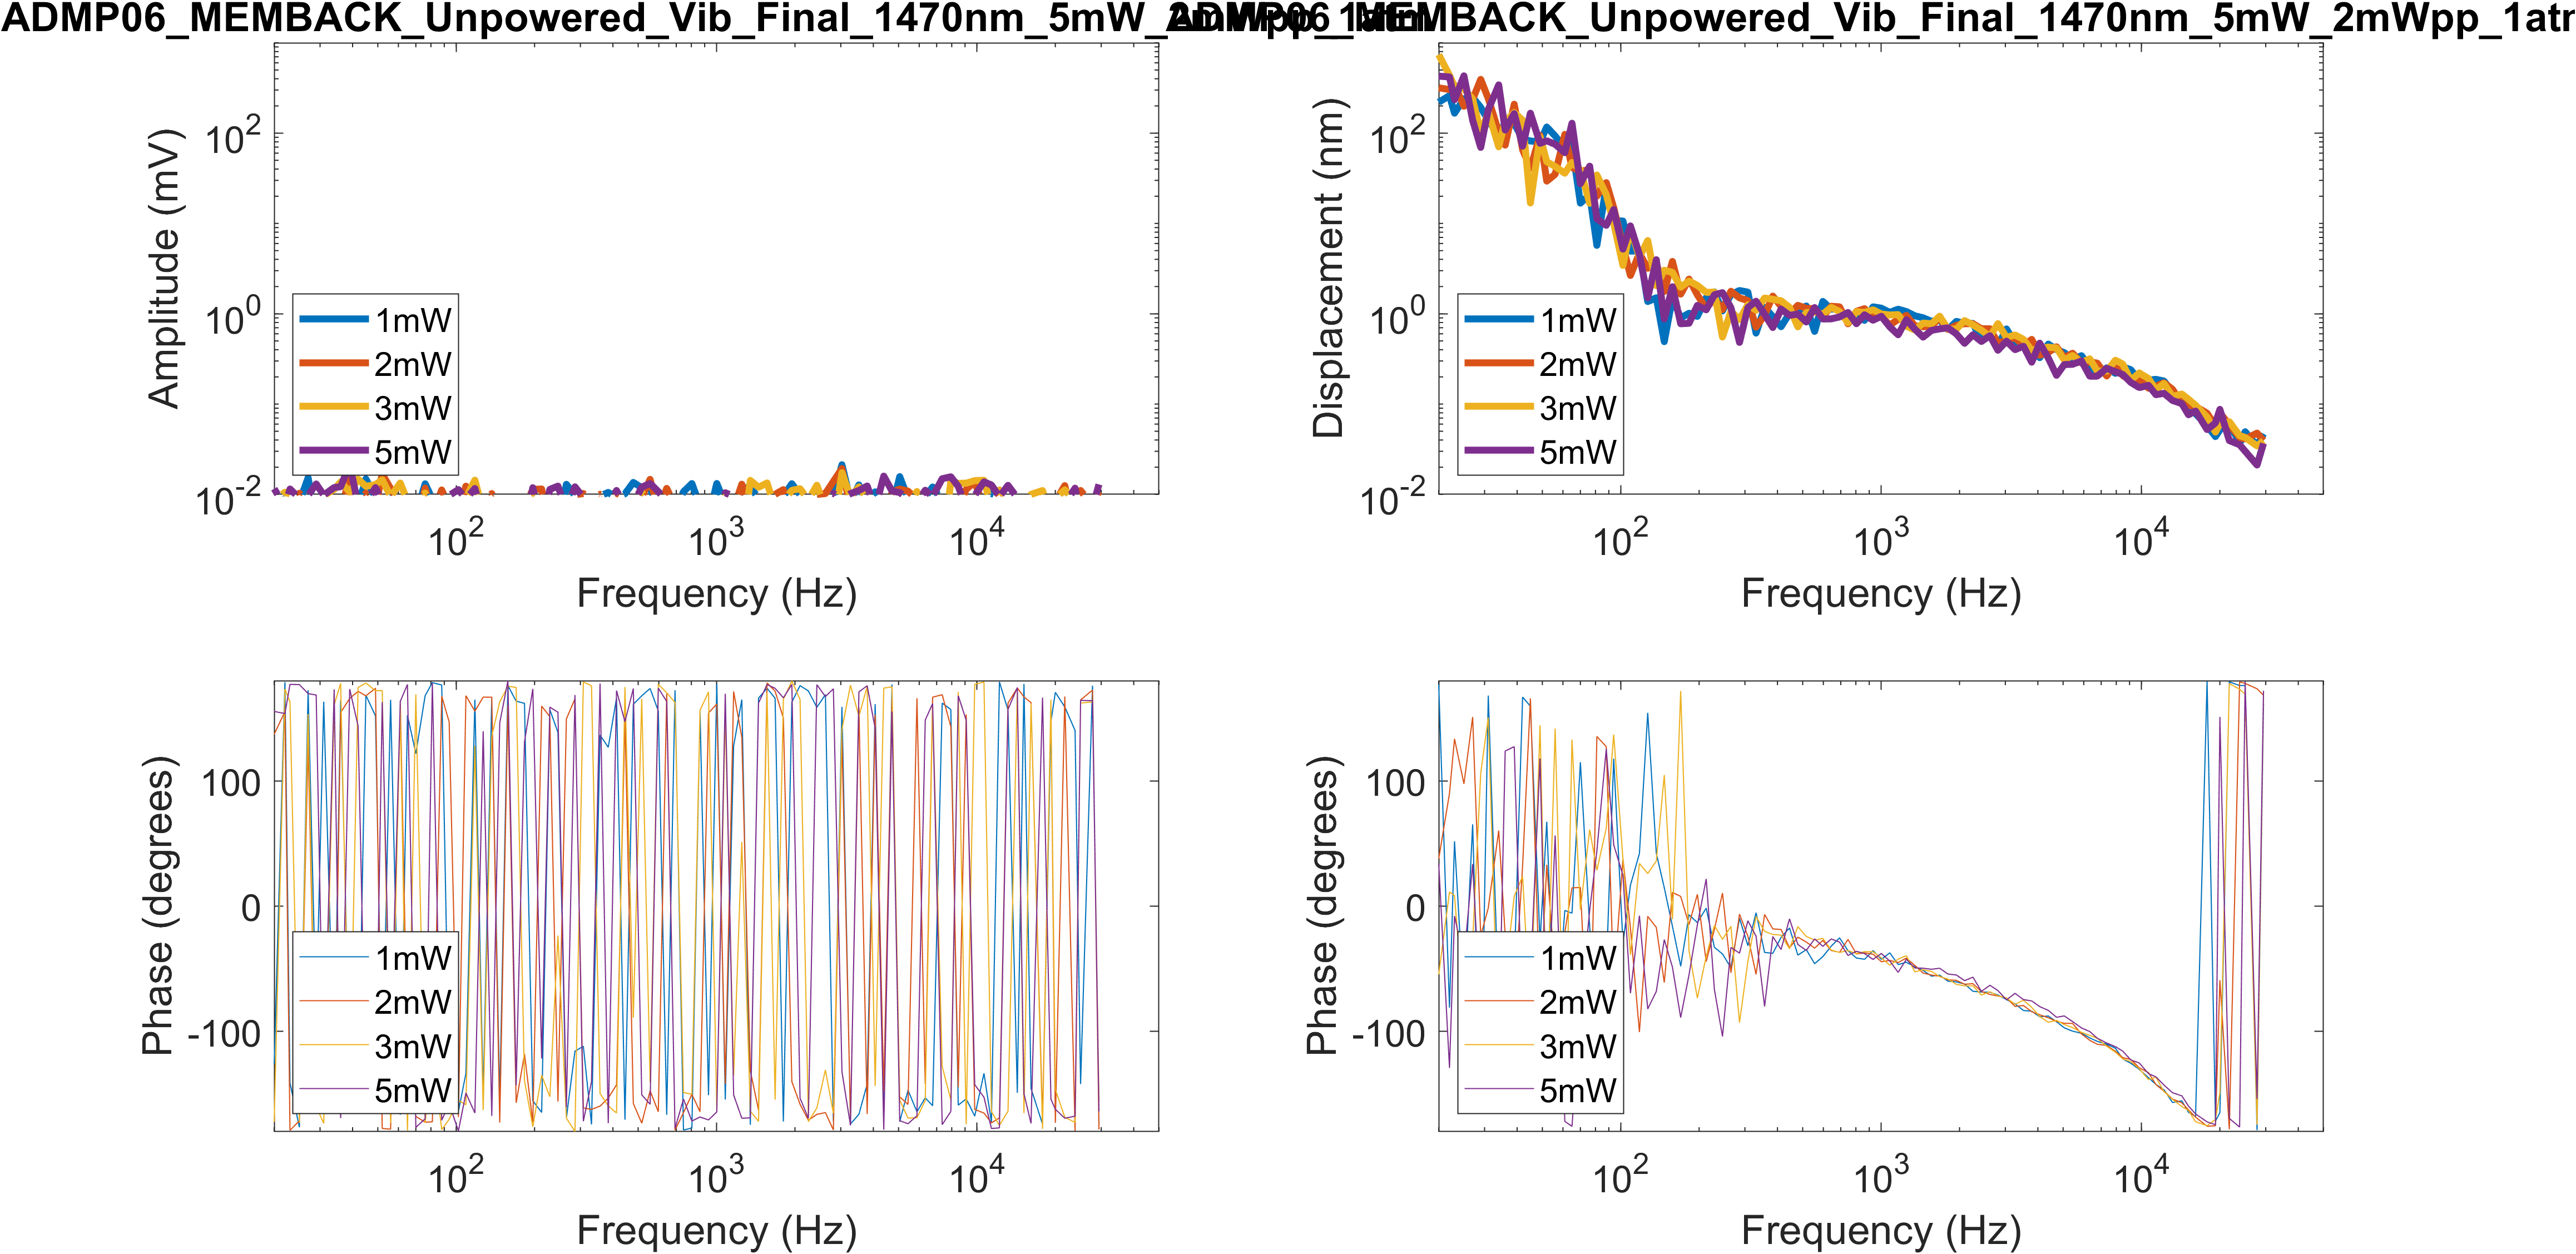 ADMP06_MEMBACK_Unpowered_Vib_Final_1470nm_5mW_2mWpp_1atm
ADMP06_MEMBACK_Unpowered_Vib_Final_1470nm_5mW_2mWpp_1atm
Amplitude (mV)
10^2
10^0
10^-2
1mW
2mW
3mW
5mW
10^2 10^3 10^4
Frequency (Hz)
Displacement (nm)
10^2
10^0
10^-2
1mW
2mW
3mW
5mW
10^2 10^3 10^4
Frequency (Hz)
Phase (degrees)
100
0
-100
1mW
2mW
3mW
5mW
10^2 10^3 10^4
Frequency (Hz)
Phase (degrees)
100
0
-100
1mW
2mW
3mW
5mW
10^2 10^3 10^4
Frequency (Hz)